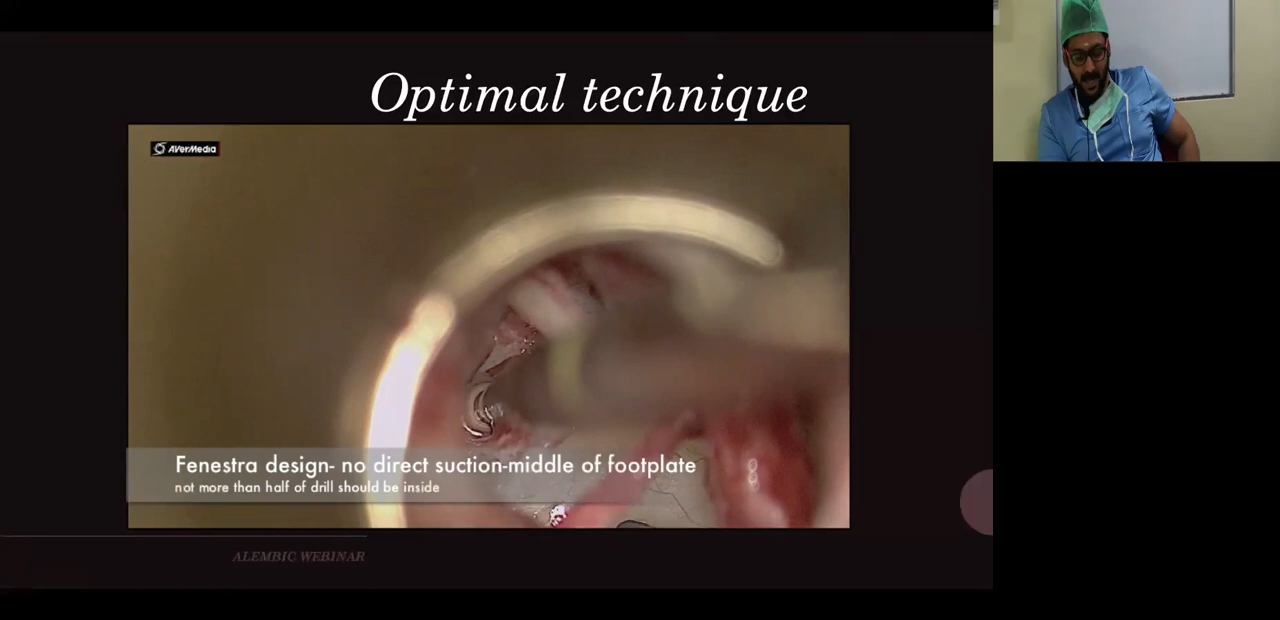 Optimal technique
AVerMedia
Fenestra design- no direct suction-middle of footplate
not more than half of drill should be inside
ALEMBIC WEBINAR